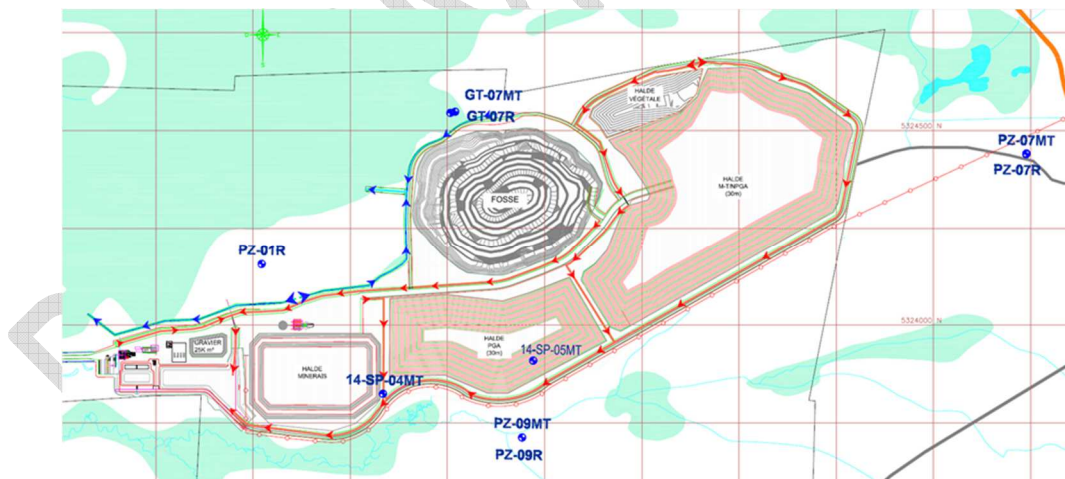 GT-07MT
GT-07R
HALDE
VÉGÉTALE
5324500 N
PZ-07MT
PZ-07R
HALDE
M-T/NPGA
(30m)
FOSSE
PZ-01R
5324000 N
GRAVIER
25K m²
HALDE
PGA
(30m)
14-SP-05MT
HALDE
MINERAIS
14-SP-04MT
PZ-09MT
PZ-09R